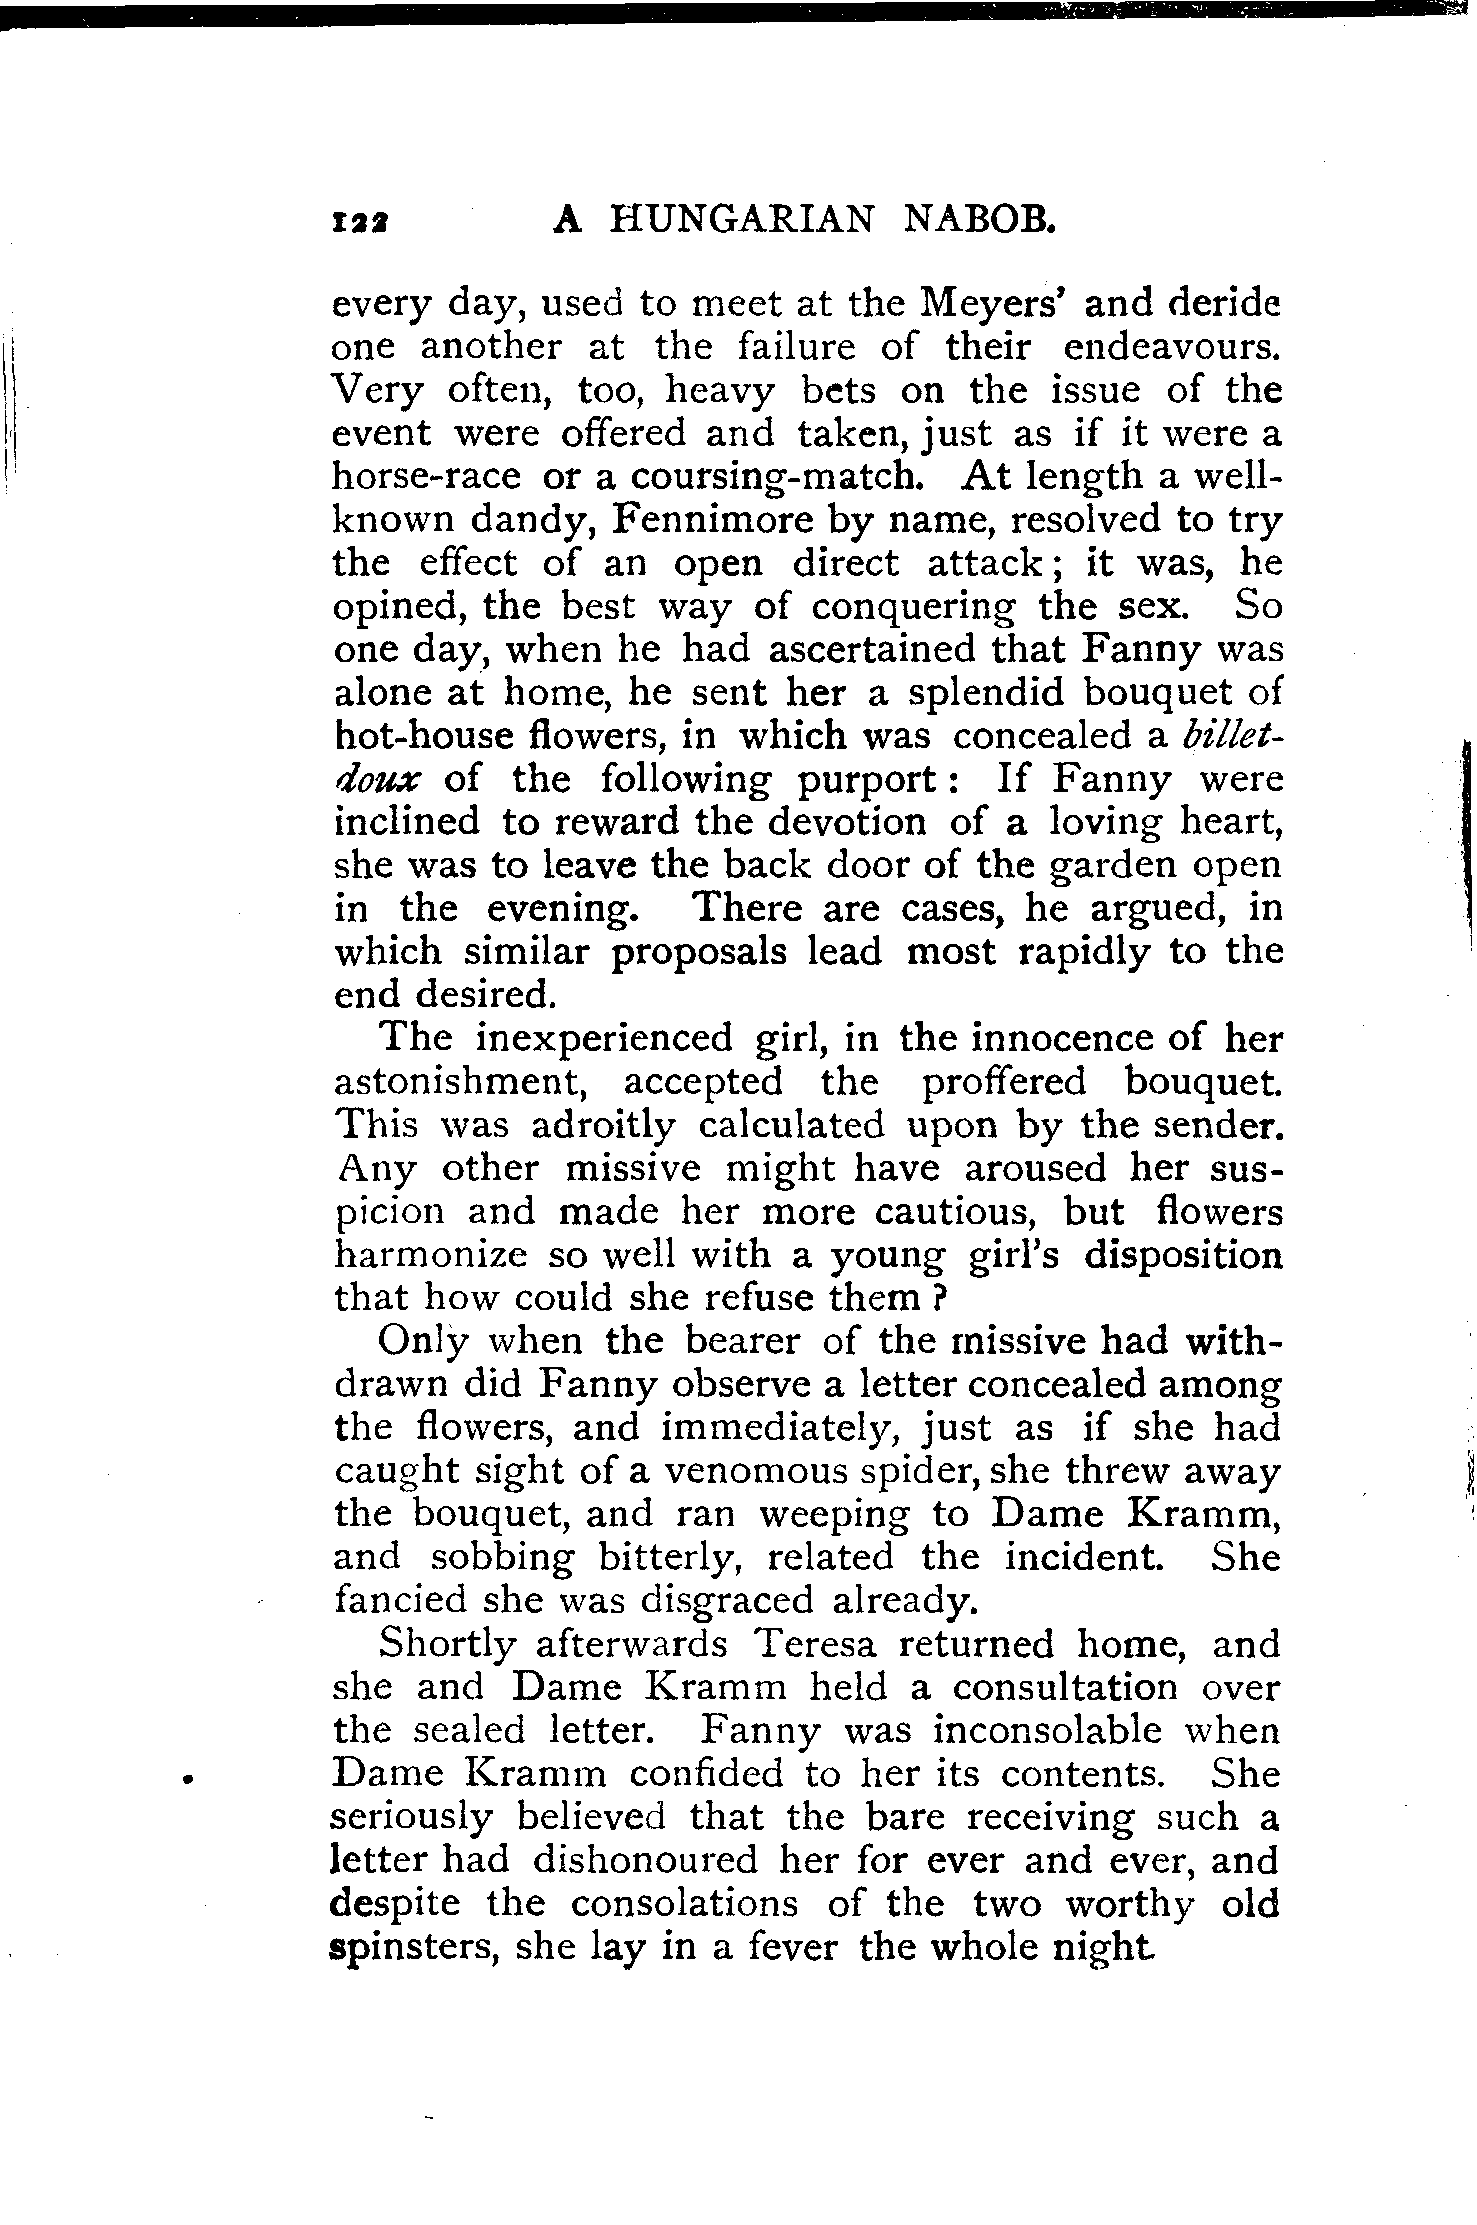 122 A HUNGARIAN NABOB.
every day, used to meet at the Meyers' and deride
one another at the failure of their endeavours.
Very often, too, heavy bets on the issue of the
event were offered and taken, just as if it were a
horse-race or a coursing-match. At length a well-
known dandy, Fennimore by name, resolved to try
the effect of an open direct attack; it was, he
opined, the best way of conquering the sex. So
one day, when he had ascertained that Fanny was
alone at home, he sent her a splendid bouquet of
hot-house flowers, in which was concealed a billet-
doux of the following purport: If Fanny were
inclined to reward the devotion of a loving heart,
she was to leave the back door of the garden open
in the evening. There are cases, he argued, in
which similar proposals lead most rapidly to the
end desired.
The inexperienced girl, in the innocence of her
astonishment, accepted the proffered bouquet.
This was adroitly calculated upon by the sender.
Any other missive might have aroused her sus-
picion and made her more cautious, but flowers
harmonize so well with a young girl's disposition
that how could she refuse them?
Only when the bearer of the missive had with-
drawn did Fanny observe a letter concealed among
the flowers, and immediately, just as if she had
caught sight of a venomous spider, she threw away
the bouquet, and ran weeping to Dame Kramm,
and sobbing bitterly, related the incident. She
fancied she was disgraced already.
Shortly afterwards Teresa returned home, and
she and Dame Kramm held a consultation over
the sealed letter. Fanny was inconsolable when
Dame Kramm confided to her its contents. She
seriously believed that the bare receiving such a
letter had dishonoured her for ever and ever, and
despite the consolations of the two worthy old
spinsters, she lay in a fever the whole night